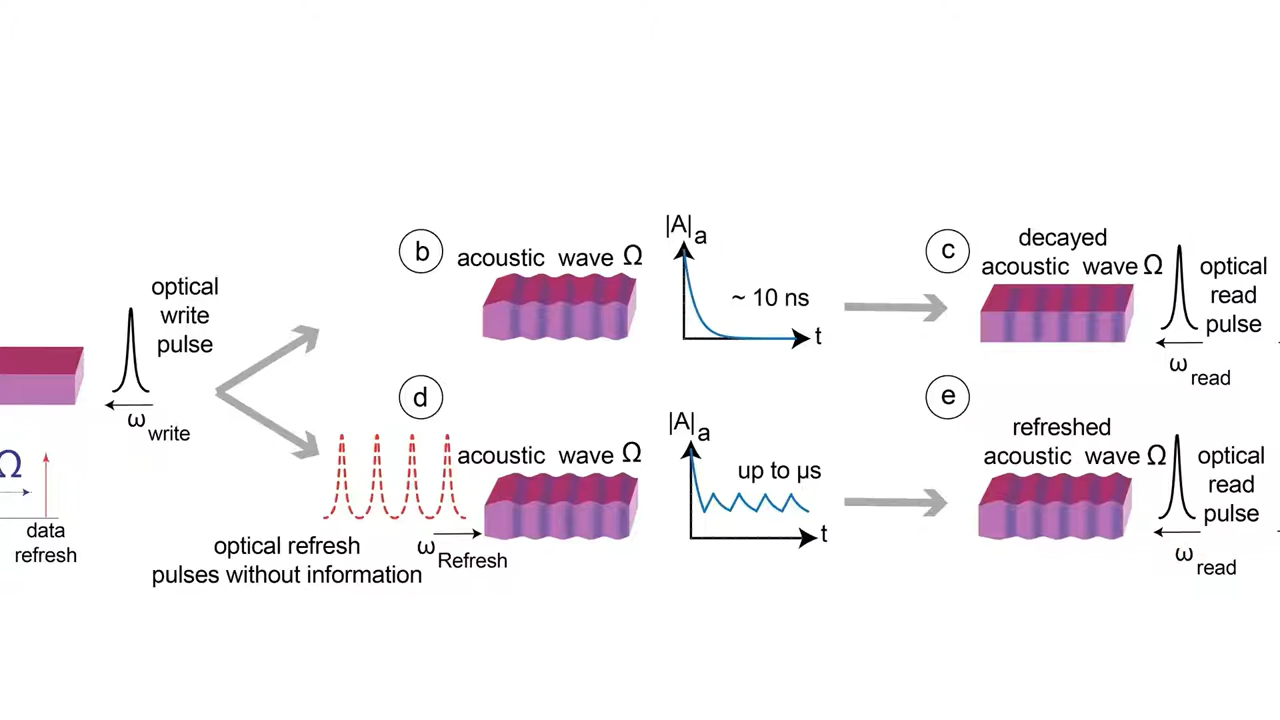 optical
write
pulse
ω write
Ω
data
refresh
b
acoustic wave Ω
|A|a
~ 10 ns
t
c
decayed
acoustic wave Ω
optical
read
pulse
ω read
d
optical refresh
pulses without information
ω Refresh
acoustic wave Ω
|A|a
up to µs
t
e
refreshed
acoustic wave Ω
optical
read
pulse
ω read